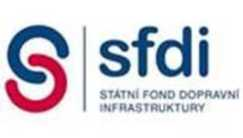 sfdi
STÁTNÍ FOND DOPRAVNÍ
INFRASTRUKTURY